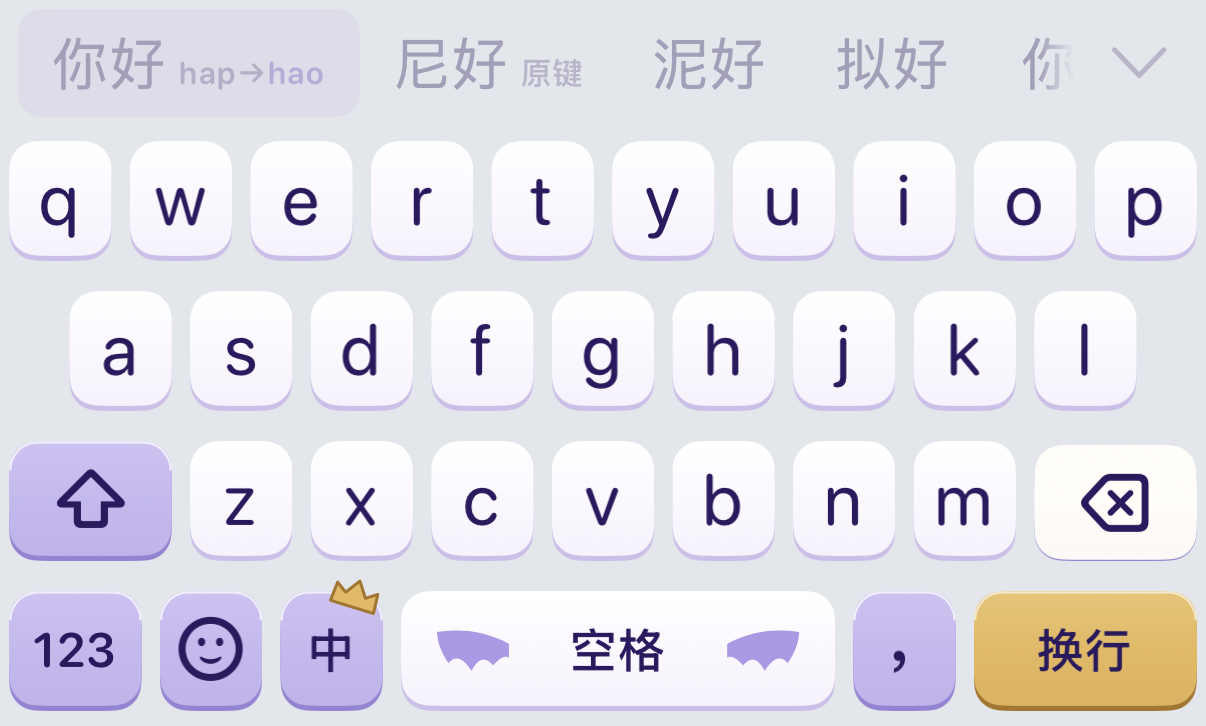 你好 hap→hao 尼好 原键 泥好 拟好 你
q w e r t y u i o p
a s d f g h j k l
z x c v b n m
123 中 空格 ， 换行